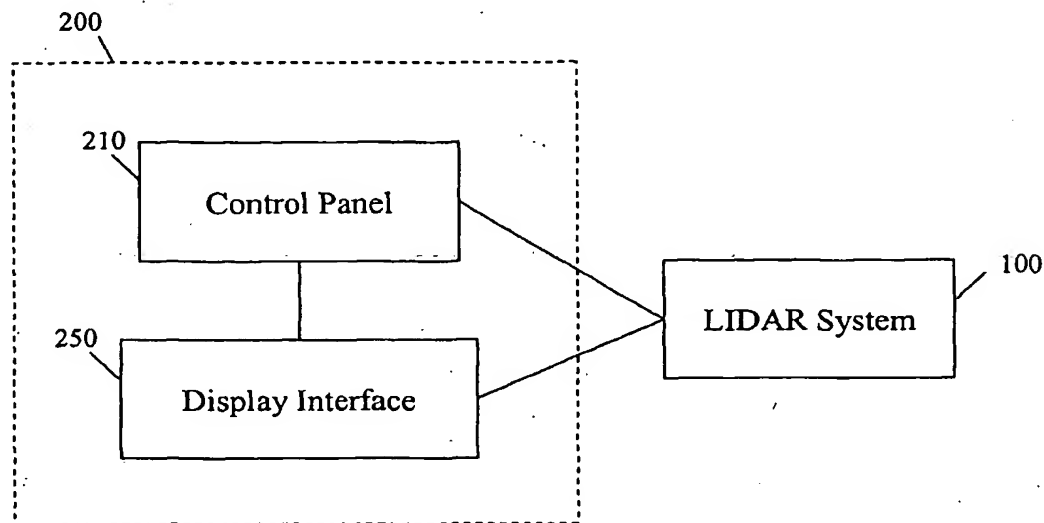 200
210
Control Panel
100
LIDAR System
250
Display Interface